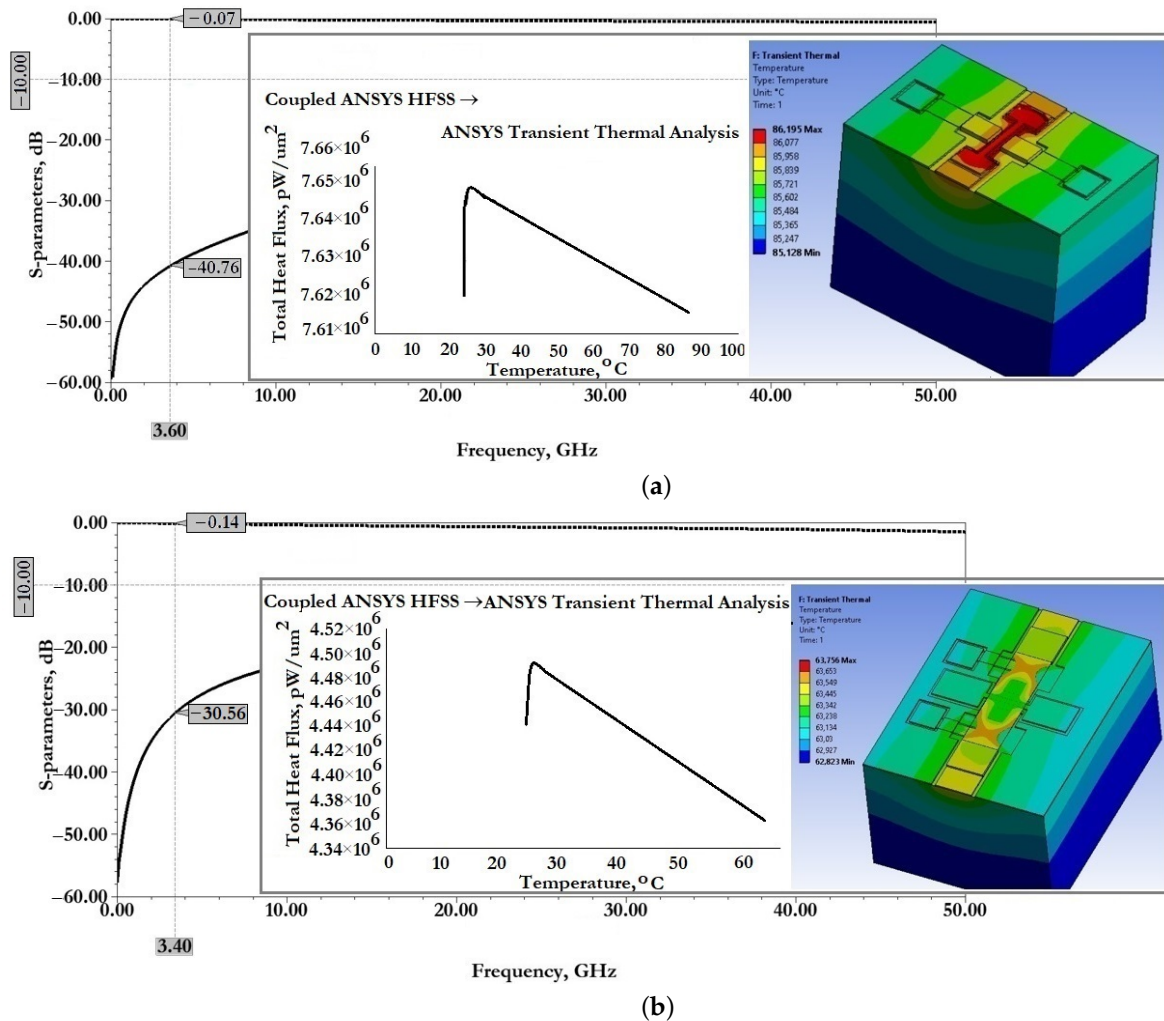 0.00
−0.07
−10.00
−10.00
−20.00
−30.00
−40.00
−50.00
−60.00
S-parameters, dB
−40.76
0.00
10.00
20.00
30.00
40.00
50.00
3.60
Frequency, GHz
Coupled ANSYS HFSS →
ANSYS Transient Thermal Analysis
Total Heat Flux, pW/um²
7.66×10⁶
7.65×10⁶
7.64×10⁶
7.63×10⁶
7.62×10⁶
7.61×10⁶
0 10 20 30 40 50 60 70 80 90 100
Temperature,°C
F: Transient Thermal
Temperature
Type: Temperature
Unit: °C
Time: 1
86,195 Max
86,077
85,958
85,839
85,721
85,602
85,484
85,365
85,247
85,128 Min
(a)
0.00
−0.14
−10.00
−10.00
−20.00
−30.00
−40.00
−50.00
−60.00
S-parameters, dB
−30.56
0.00
10.00
20.00
30.00
40.00
50.00
3.40
Frequency, GHz
Coupled ANSYS HFSS →ANSYS Transient Thermal Analysis
Total Heat Flux, pW/um²
4.52×10⁶
4.50×10⁶
4.48×10⁶
4.46×10⁶
4.44×10⁶
4.42×10⁶
4.40×10⁶
4.38×10⁶
4.36×10⁶
4.34×10⁶
0 10 20 30 40 50 60
Temperature,°C
F: Transient Thermal
Temperature
Type: Temperature
Unit: °C
Time: 1
63,756 Max
63,653
63,549
63,445
63,342
63,238
63,134
63,03
62,927
62,823 Min
(b)